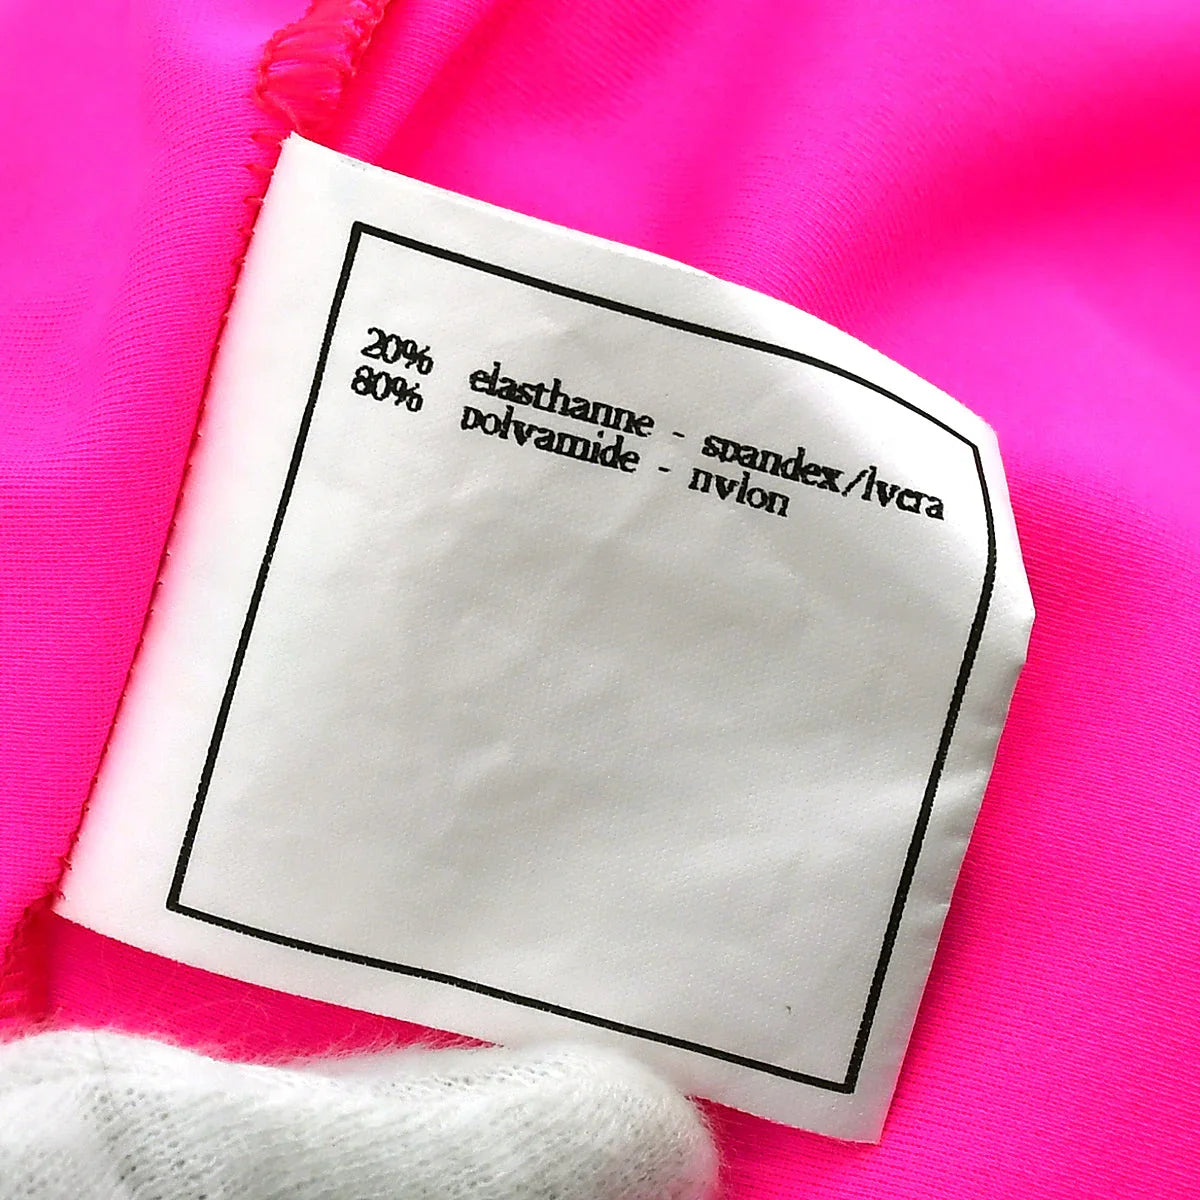 20% elasthanne - spandex/lycra
80% polyamide - nylon